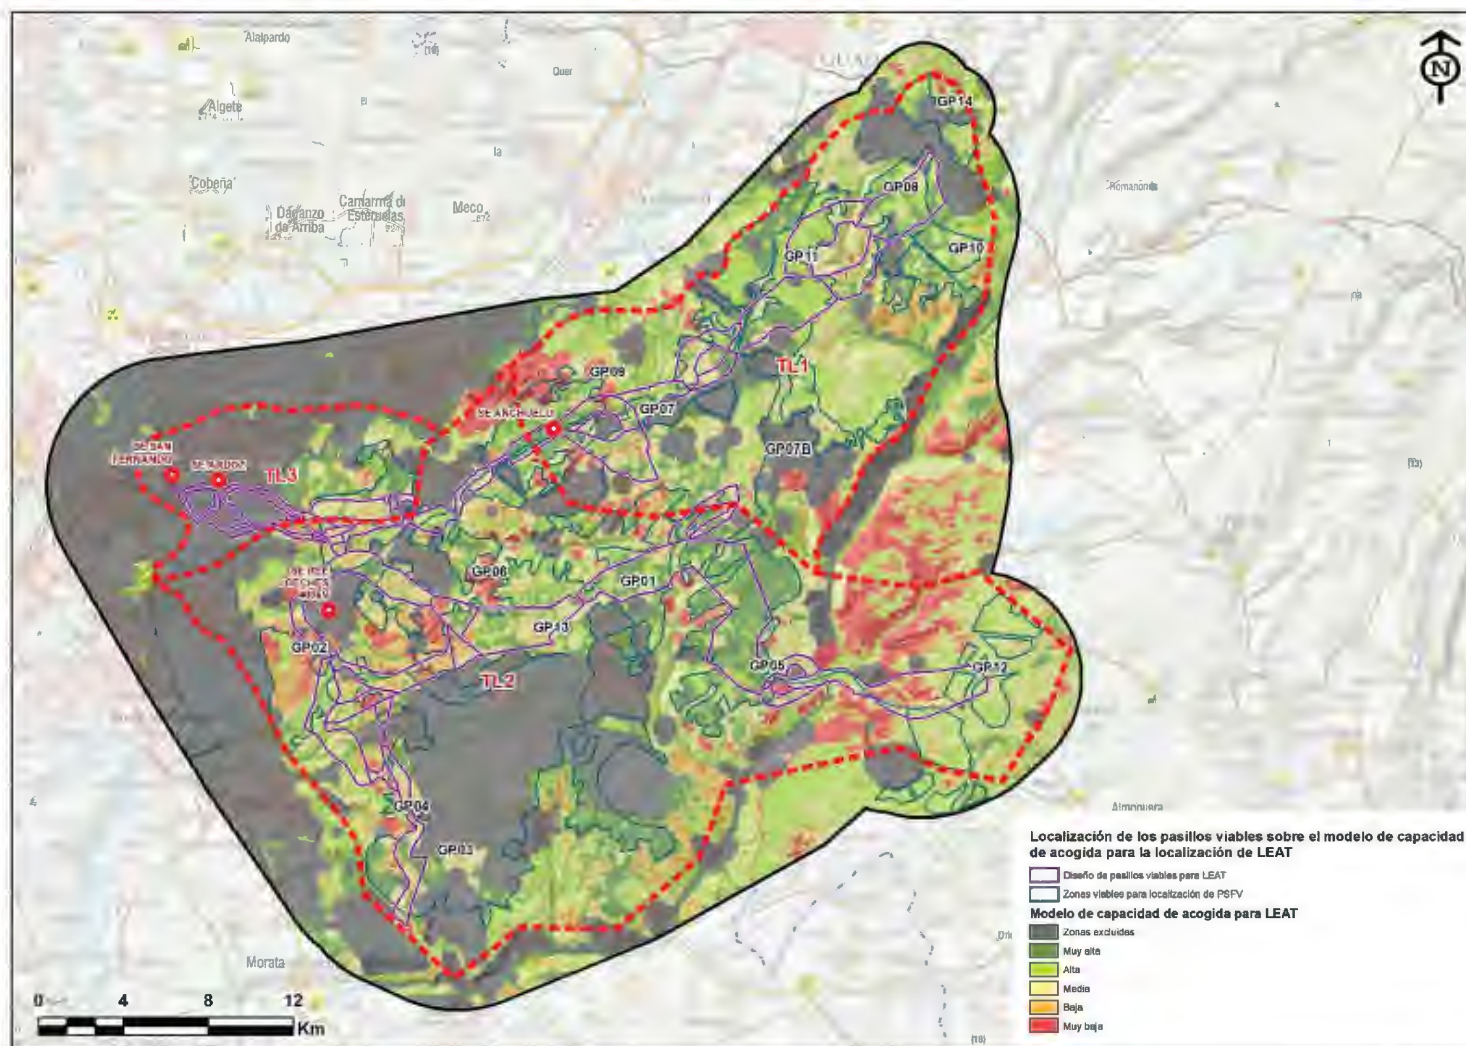 Alalpardo
(19)
Quer
Algete
el
la
Cobeña
Camarma de
Esteruelas
Daganzo
de Arriba
Meco
N
GP14
GP08
GP10
GP11
TL1
GP09
GP07
SE ANCHUELO
GP07B
SE SAN
FERNANDO
SE ARDOZ
TL3
GP06
GP01
GP13
GP02
TL2
GP05
GP12
GP04
GP03
Morata
Almoguera
(18)
0 4 8 12
Km
Localización de los pasillos viables sobre el modelo de capacidad
de acogida para la localización de LEAT
Diseño de pasillos viables para LEAT
Zonas viables para localización de PSFV
Modelo de capacidad de acogida para LEAT
Zonas excluidas
Muy alta
Alta
Media
Baja
Muy baja